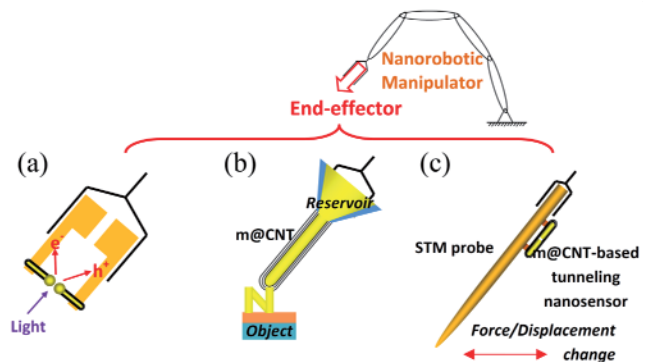 Nanorobotic
Manipulator
End-effector
(a)
(b)
(c)
e-
h+
Light
Reservoir
m@CNT
N
Object
STM probe
m@CNT-based
tunneling
nanosensor
Force/Displacement
change